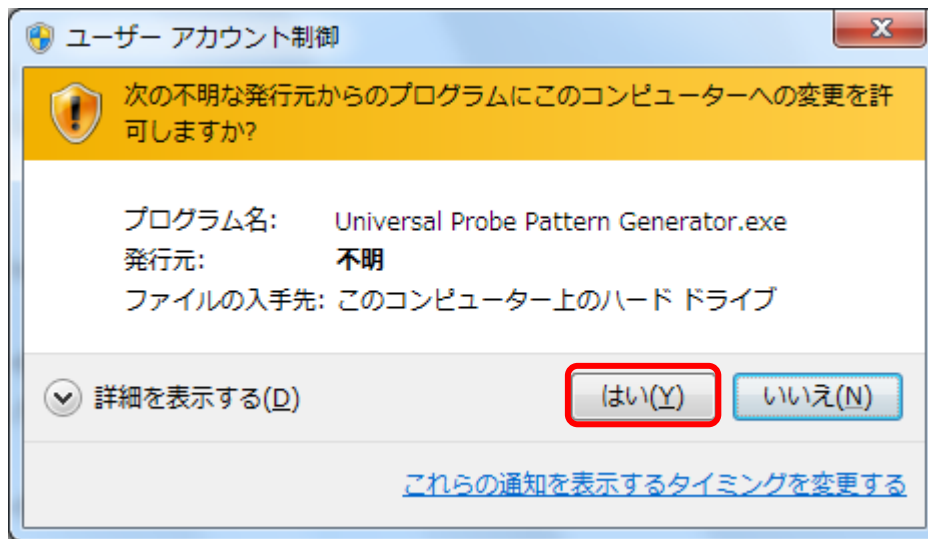 ユーザー アカウント制御
次の不明な発行元からのプログラムにこのコンピューターへの変更を許
可しますか?
プログラム名: Universal Probe Pattern Generator.exe
発行元: 不明
ファイルの入手先: このコンピューター上のハード ドライブ
詳細を表示する(D) はい(Y) いいえ(N)
これらの通知を表示するタイミングを変更する